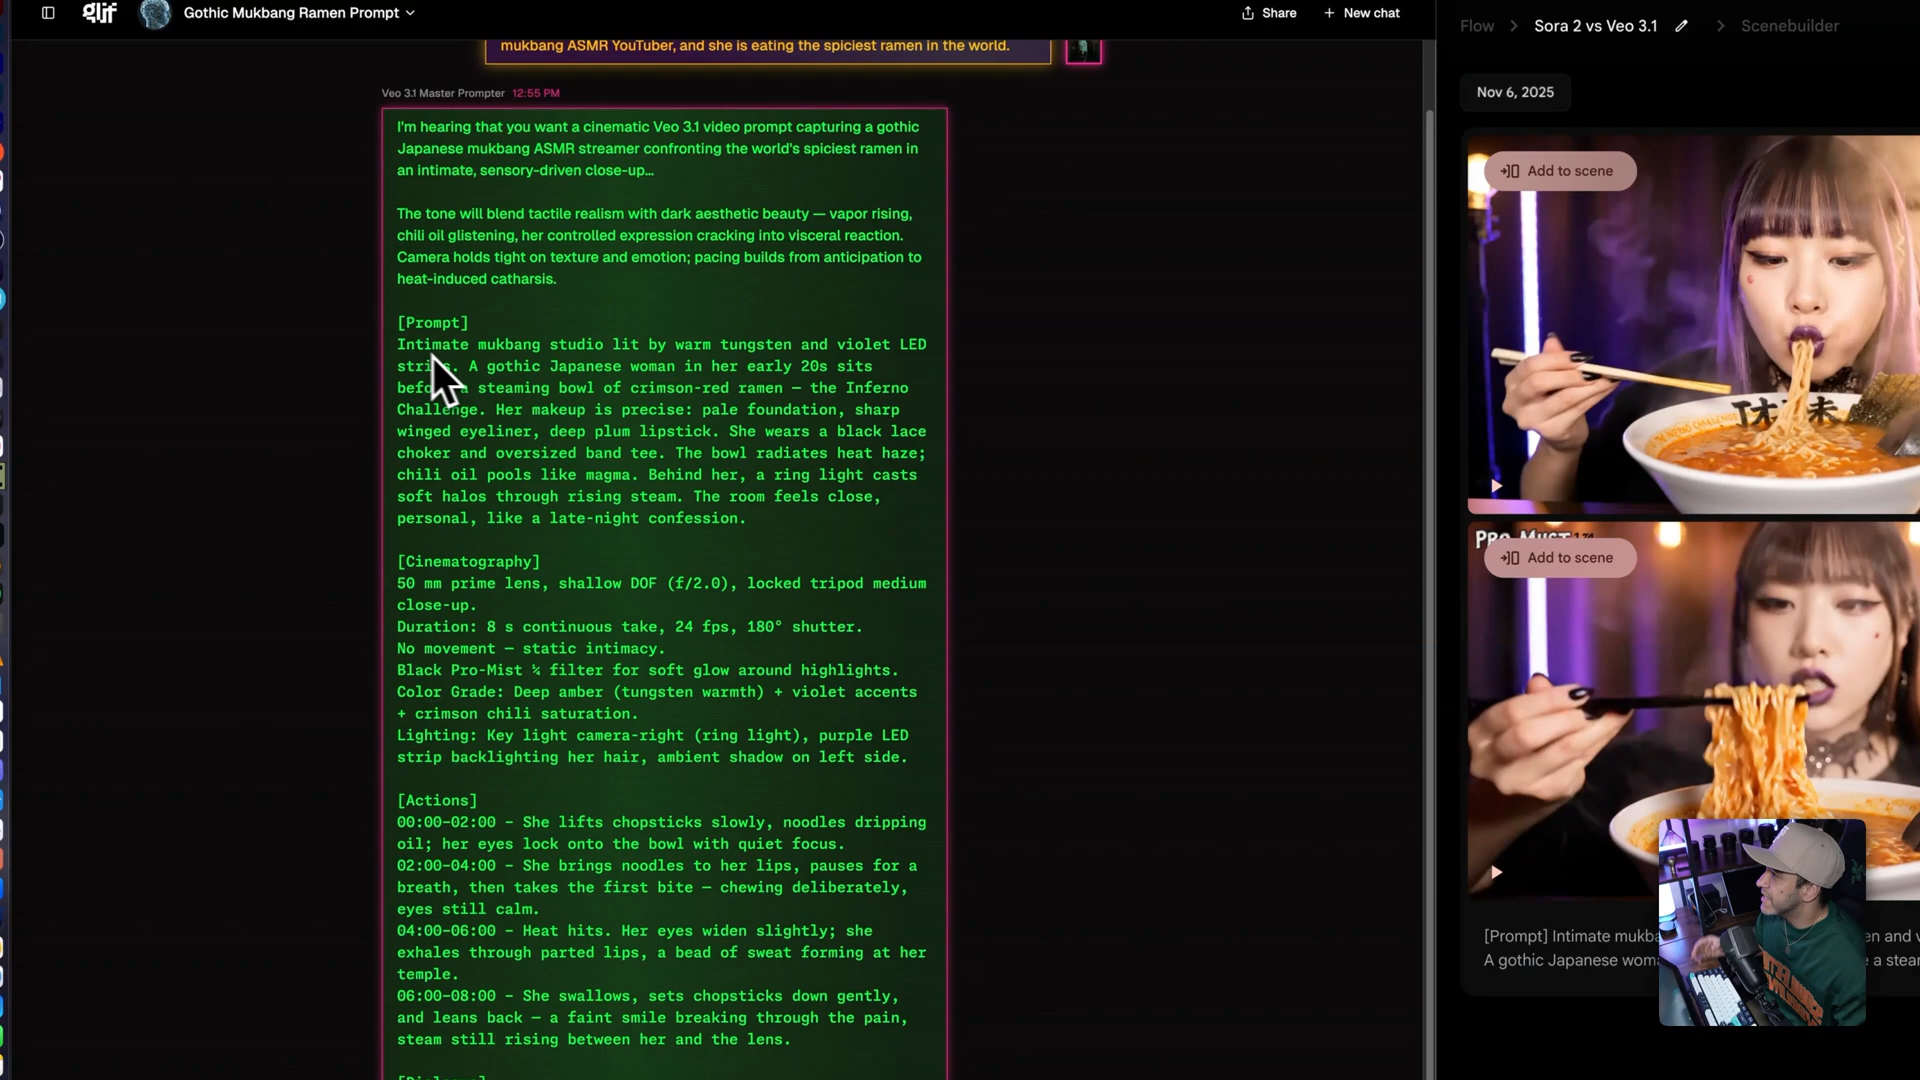 glif
Gothic Mukbang Ramen Prompt
Share
New chat
mukbang ASMR YouTuber, and she is eating the spiciest ramen in the world.
Veo 3.1 Master Prompter 12:55 PM
I'm hearing that you want a cinematic Veo 3.1 video prompt capturing a gothic
Japanese mukbang ASMR streamer confronting the world's spiciest ramen in
an intimate, sensory-driven close-up...
The tone will blend tactile realism with dark aesthetic beauty — vapor rising,
chili oil glistening, her controlled expression cracking into visceral reaction.
Camera holds tight on texture and emotion; pacing builds from anticipation to
heat-induced catharsis.
[Prompt]
Intimate mukbang studio lit by warm tungsten and violet LED
strips. A gothic Japanese woman in her early 20s sits
before a steaming bowl of crimson-red ramen — the Inferno
Challenge. Her makeup is precise: pale foundation, sharp
winged eyeliner, deep plum lipstick. She wears a black lace
choker and oversized band tee. The bowl radiates heat haze;
chili oil pools like magma. Behind her, a ring light casts
soft halos through rising steam. The room feels close,
personal, like a late-night confession.
[Cinematography]
50 mm prime lens, shallow DOF (f/2.0), locked tripod medium
close-up.
Duration: 8 s continuous take, 24 fps, 180° shutter.
No movement — static intimacy.
Black Pro-Mist ¼ filter for soft glow around highlights.
Color Grade: Deep amber (tungsten warmth) + violet accents
+ crimson chili saturation.
Lighting: Key light camera-right (ring light), purple LED
strip backlighting her hair, ambient shadow on left side.
[Actions]
00:00–02:00 – She lifts chopsticks slowly, noodles dripping
oil; her eyes lock onto the bowl with quiet focus.
02:00–04:00 – She brings noodles to her lips, pauses for a
breath, then takes the first bite — chewing deliberately,
eyes still calm.
04:00–06:00 – Heat hits. Her eyes widen slightly; she
exhales through parted lips, a bead of sweat forming at her
temple.
06:00–08:00 – She swallows, sets chopsticks down gently,
and leans back — a faint smile breaking through the pain,
steam still rising between her and the lens.
Flow
Sora 2 vs Veo 3.1
Scenebuilder
Nov 6, 2025
Add to scene
Add to scene
[Prompt] Intimate mukba
en and v
A gothic Japanese wom
e a stear